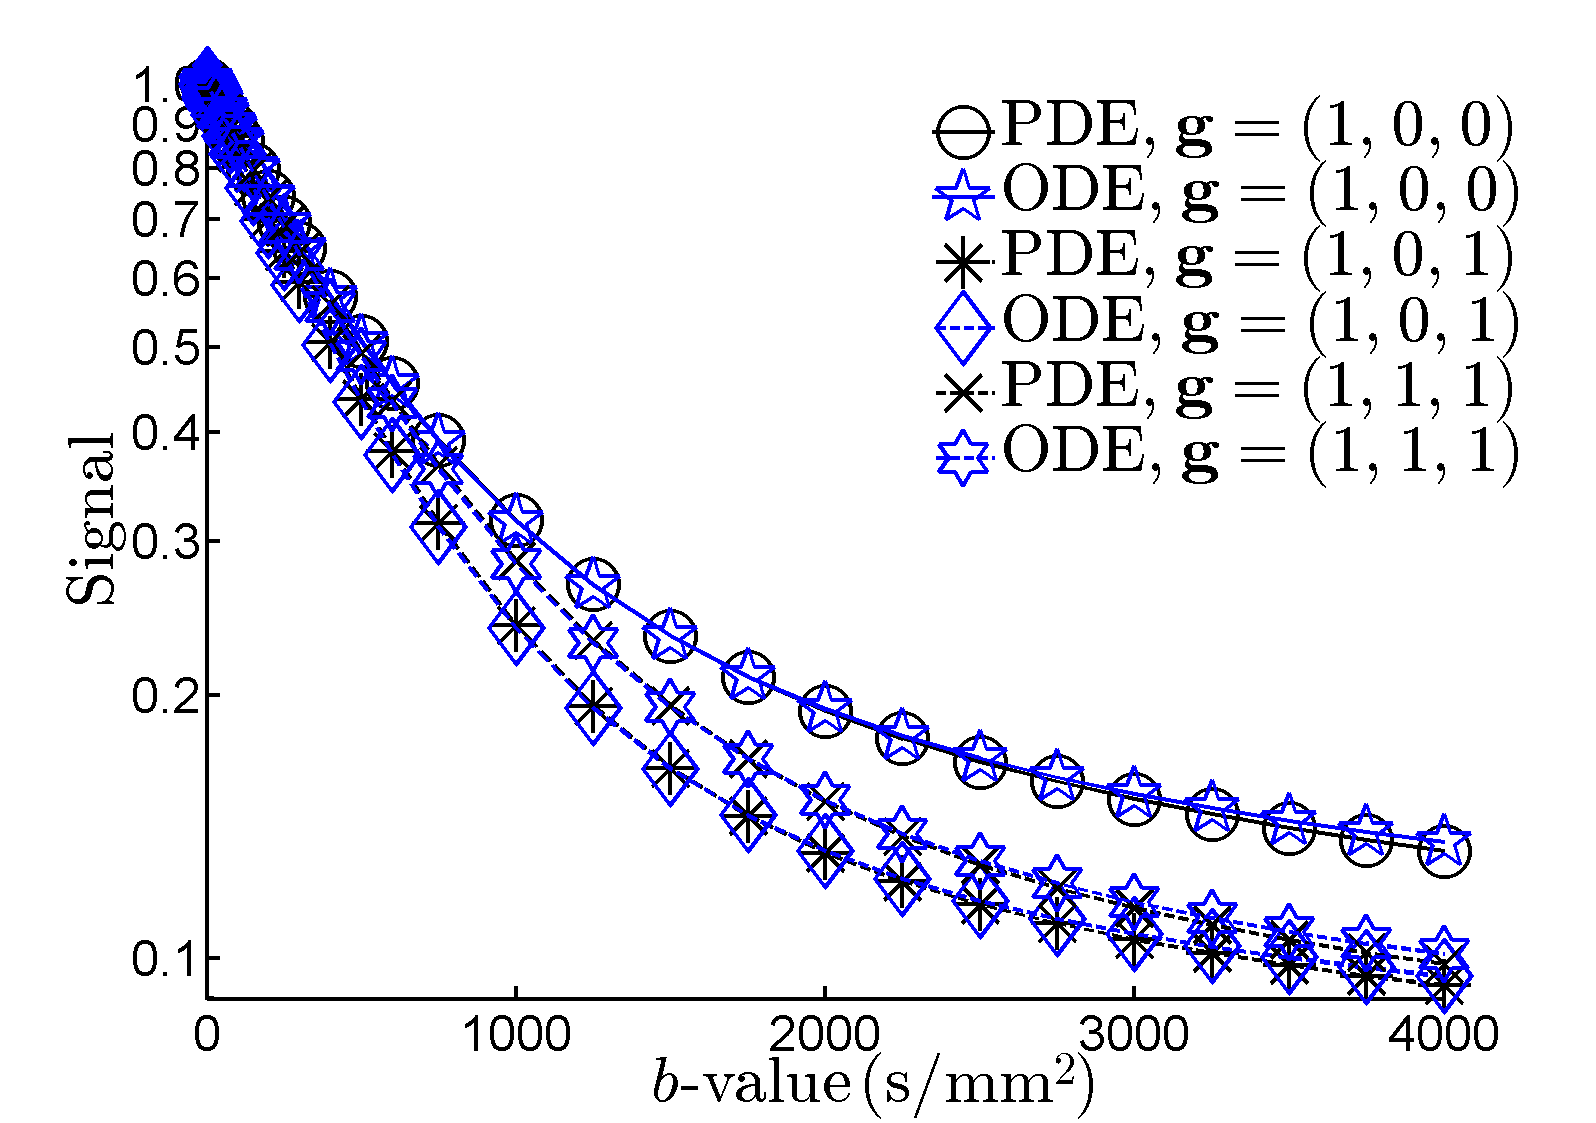 PDE, g = (1, 0, 0)
ODE, g = (1, 0, 0)
PDE, g = (1, 0, 1)
ODE, g = (1, 0, 1)
PDE, g = (1, 1, 1)
ODE, g = (1, 1, 1)
Signal
1.
0.9
0.8
0.7
0.6
0.5
0.4
0.3
0.2
0.1
0 1000 2000 3000 4000
b-value (s/mm²)